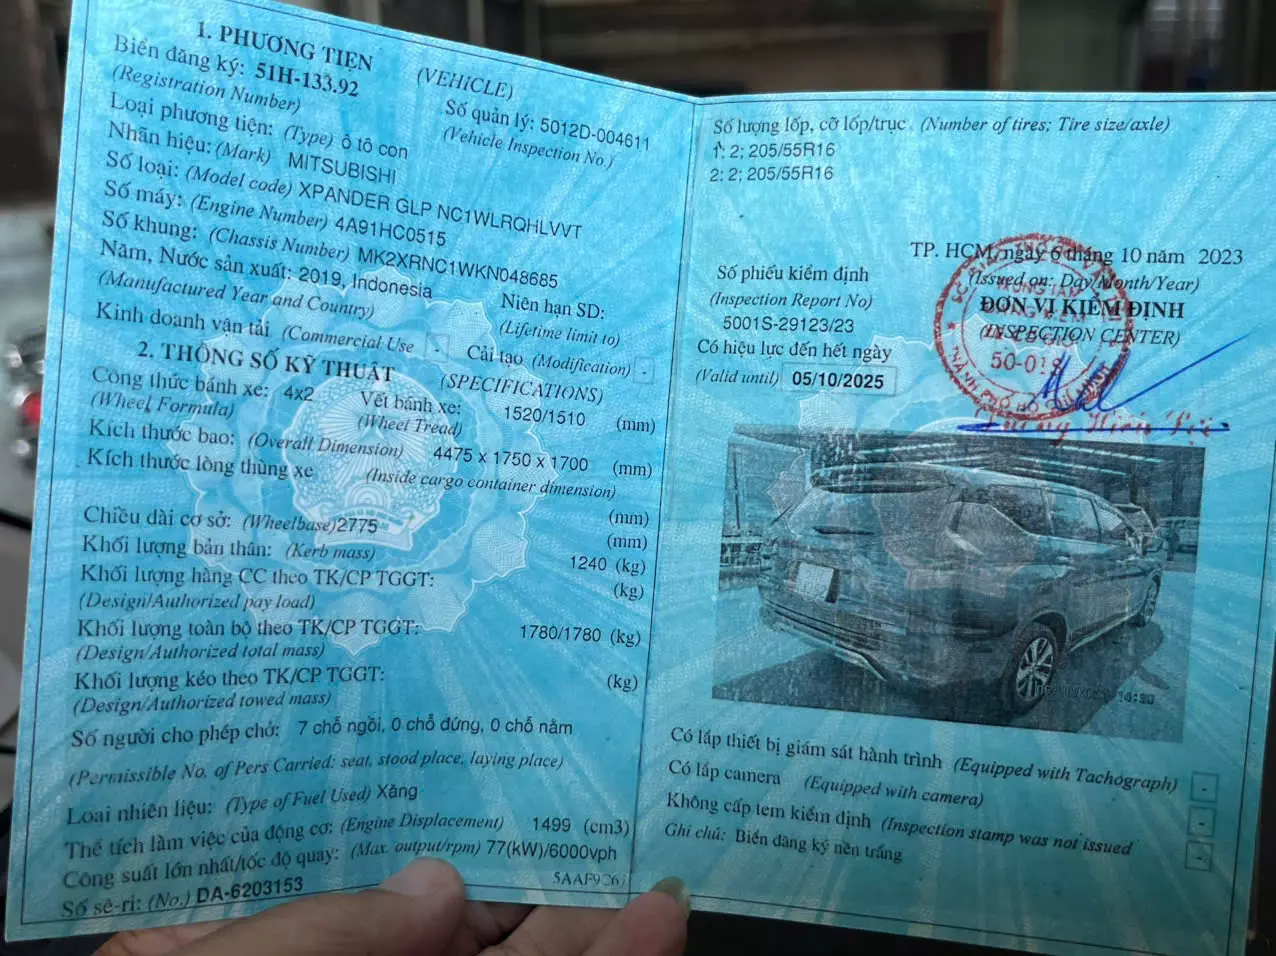 1. PHƯƠNG TIỆN (VEHICLE)
Biển đăng ký: 51H-133.92 Số quản lý: 5012D-004611
(Registration Number) (Vehicle Inspection No.)
Loại phương tiện: (Type) ô tô con
Nhãn hiệu: (Mark) MITSUBISHI
Số loại: (Model code) XPANDER GLP NC1WLRQHLVVT
Số máy: (Engine Number) 4A91HC0515
Số khung: (Chassis Number) MK2XRNC1WKN048685
Năm, Nước sản xuất: 2019, Indonesia Niên hạn SD:
(Manufactured Year and Country) (Lifetime limit to)
Kinh doanh vận tải (Commercial Use - Cải tạo (Modification) -
2. THÔNG SỐ KỸ THUẬT (SPECIFICATIONS)
Công thức bánh xe: 4x2 Vết bánh xe: 1520/1510 (mm)
(Wheel Formula) (Wheel Tread)
Kích thước bao: (Overall Dimension) 4475 x 1750 x 1700 (mm)
Kích thước lòng thùng xe (Inside cargo container dimension)
(mm)
Chiều dài cơ sở: (Wheelbase)2775 (mm)
Khối lượng bản thân: (Kerb mass) 1240 (kg)
Khối lượng hàng CC theo TK/CP TGGT: (kg)
(Design/Authorized pay load)
Khối lượng toàn bộ theo TK/CP TGGT: 1780/1780 (kg)
(Design/Authorized total mass)
Khối lượng kéo theo TK/CP TGGT: (kg)
(Design/Authorized towed mass)
Số người cho phép chở: 7 chỗ ngồi, 0 chỗ đứng, 0 chỗ nằm
(Permissible No. of Pers Carried: seat, stood place, laying place)
Loại nhiên liệu: (Type of Fuel Used) Xăng
Thể tích làm việc của động cơ: (Engine Displacement) 1499 (cm3)
Công suất lớn nhất/tốc độ quay: (Max. output/rpm) 77(kW)/6000vph
Số sê-ri: (No.) DA-6203153
Số lượng lốp, cỡ lốp/trục (Number of tires; Tire size/axle)
1: 2; 205/55R16
2: 2; 205/55R16
TP. HCM, ngày 6 tháng 10 năm 2023
(Issued on: Day/Month/Year)
Số phiếu kiểm định
(Inspection Report No)
5001S-29123/23
ĐƠN VỊ KIỂM ĐỊNH
(INSPECTION CENTER)
50-01S
Có hiệu lực đến hết ngày
(Valid until) 05/10/2025
14:30
Có lắp thiết bị giám sát hành trình (Equipped with Tachograph) -
Có lắp camera (Equipped with camera) -
Không cấp tem kiểm định (Inspection stamp was not issued -
Ghi chú: Biển đăng ký nền trắng